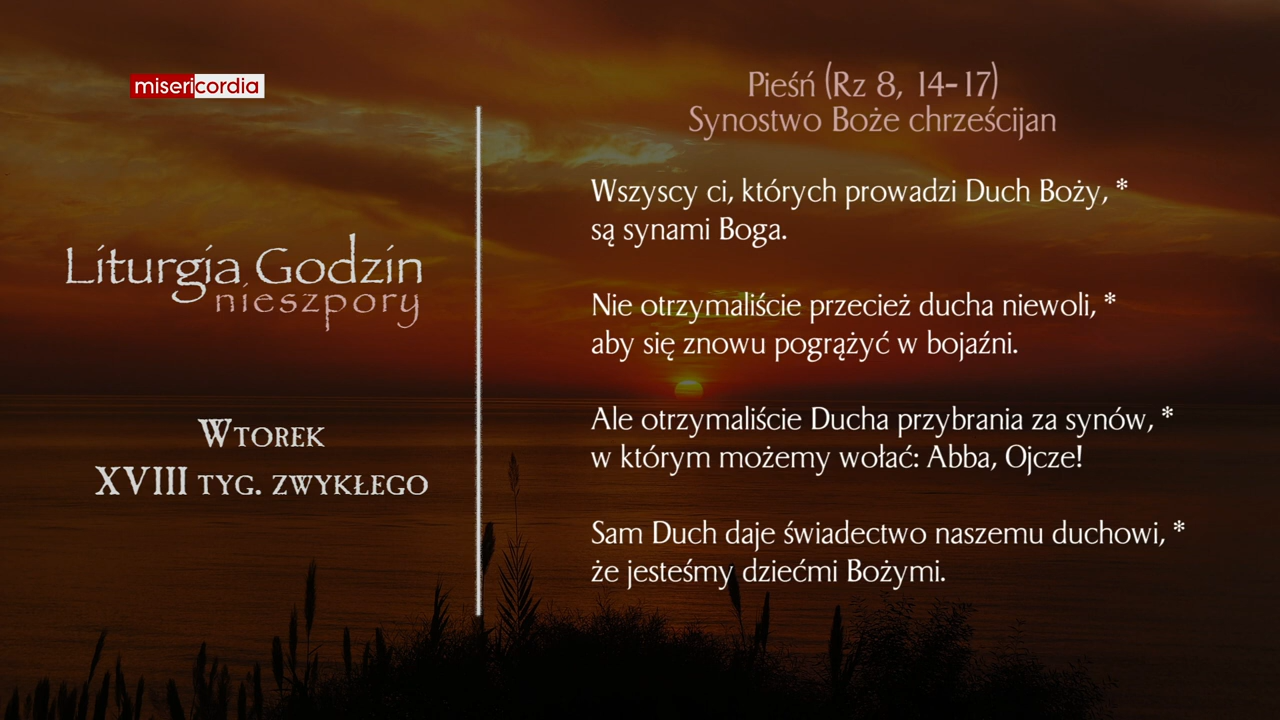 misericordia
Liturgia Godzin
nieszpory
Wtorek
XVIII tyg. zwykłego
Pieśń (Rz 8, 14-17)
Synostwo Boże chrześcijan
Wszyscy ci, których prowadzi Duch Boży, *
są synami Boga.
Nie otrzymaliście przecież ducha niewoli, *
aby się znowu pogrążyć w bojaźni.
Ale otrzymaliście Ducha przybrania za synów, *
w którym możemy wołać: Abba, Ojcze!
Sam Duch daje świadectwo naszemu duchowi, *
że jesteśmy dziećmi Bożymi.